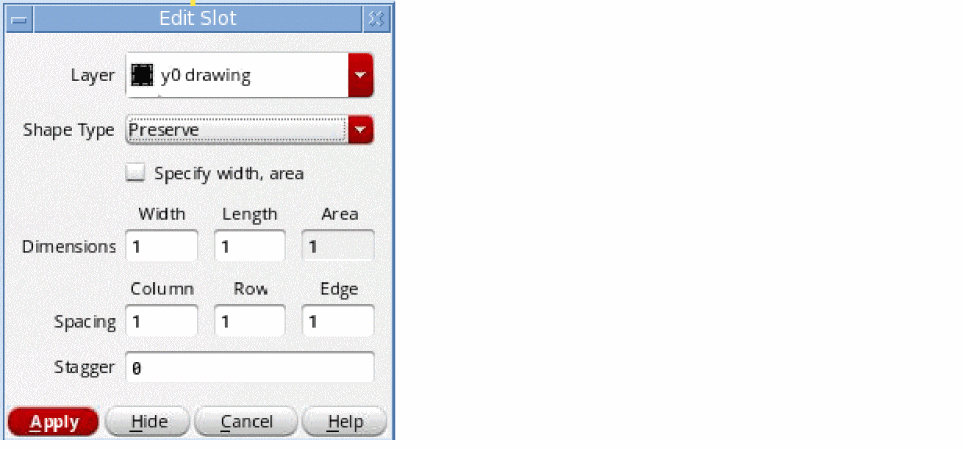 Edit Slot
Layer y0 drawing
Shape Type Preserve
Specify width, area
Width Length Area
Dimensions 1 1 1
Column Row Edge
Spacing 1 1 1
Stagger 0
Apply Hide Cancel Help